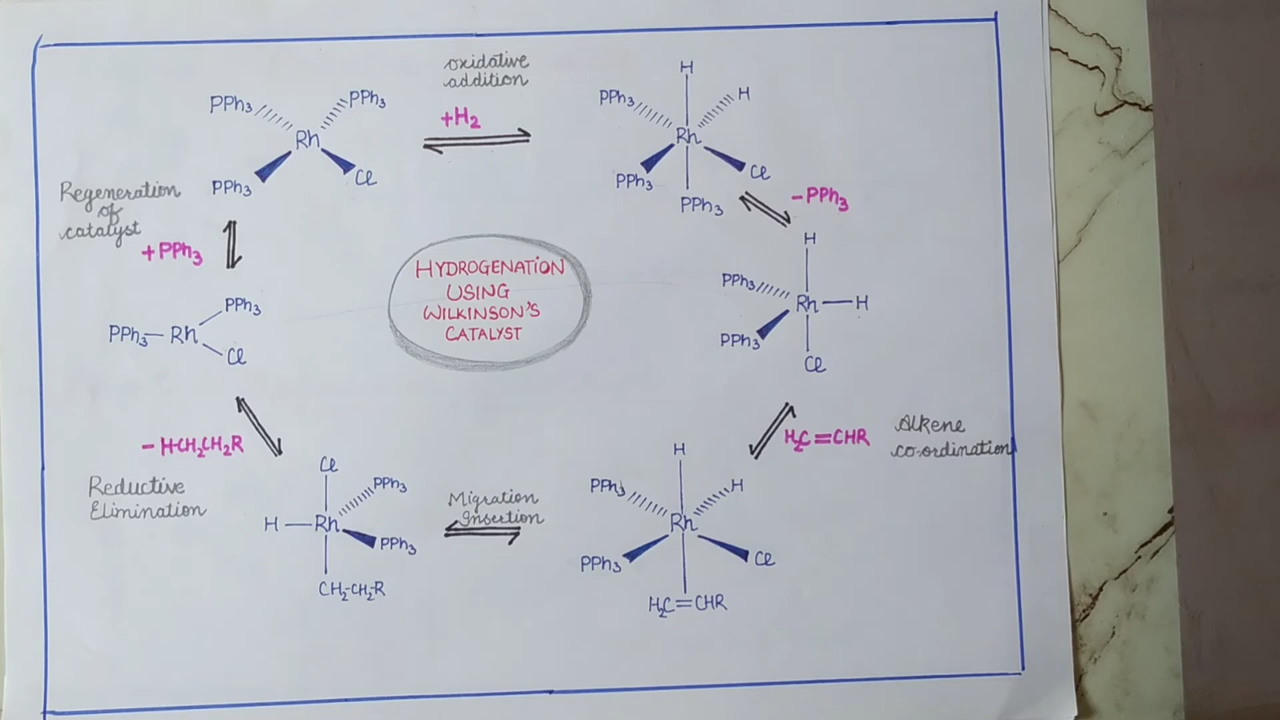 oxidative
addition
+H2
PPh3
PPh3
Rh
PPh3
Cl
H
PPh3
H
Rh
PPh3
Cl
PPh3
-PPh3
Regeneration
of
catalyst
+PPh3
HYDROGENATION
USING
WILKINSON'S
CATALYST
H
PPh3
Rh-H
PPh3
Cl
PPh3
PPh3-Rh
Cl
-HCH2CH2R
Reductive
Elimination
H2C=CHR
Alkene
co-ordination
Cl
PPh3
H-Rh
PPh3
CH2-CH2-R
Migration
Insertion
H
PPh3
H
Rh
PPh3
Cl
H2C=CHR